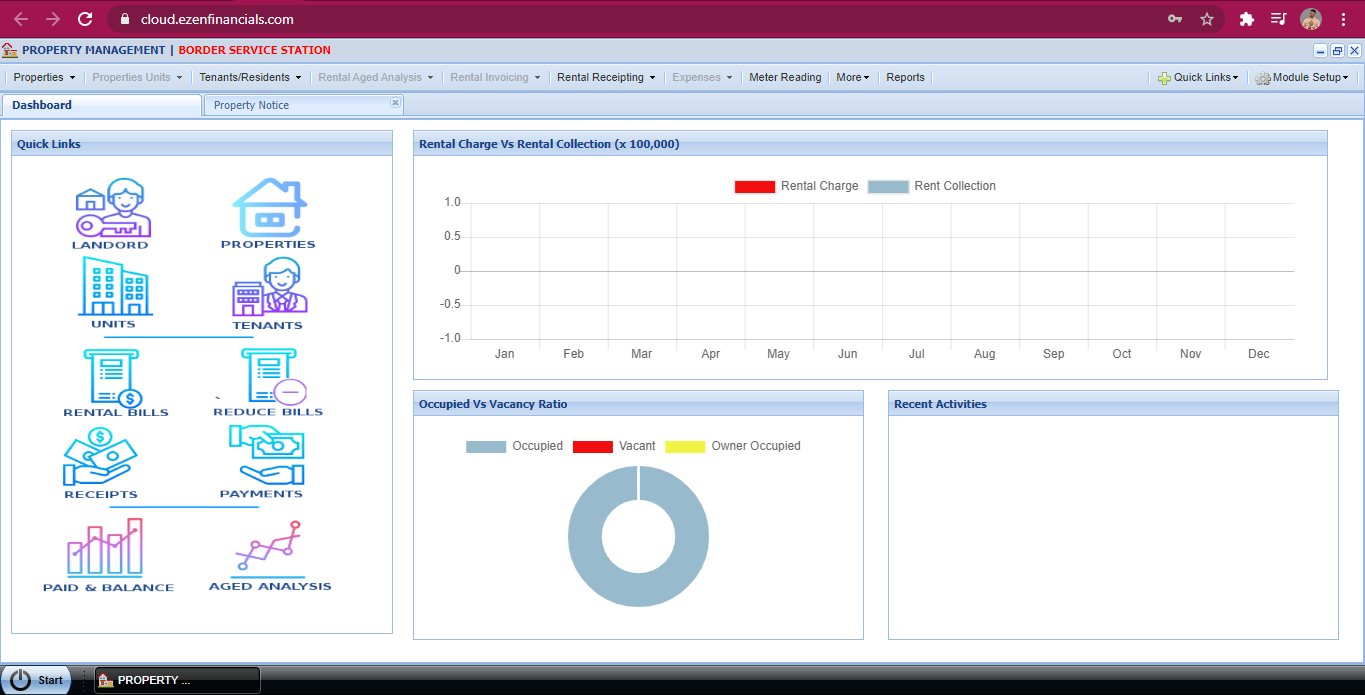 cloud.ezenfinancials.com
PROPERTY MANAGEMENT | BORDER SERVICE STATION
Properties Properties Units Tenants/Residents Rental Aged Analysis Rental Invoicing Rental Receipting Expenses Meter Reading More Reports Quick Links Module Setup
Dashboard Property Notice
Quick Links
LANDORD PROPERTIES
UNITS TENANTS
RENTAL BILLS REDUCE BILLS
RECEIPTS PAYMENTS
PAID & BALANCE AGED ANALYSIS
Rental Charge Vs Rental Collection (x 100,000)
Rental Charge Rent Collection
1.0
0.5
0
-0.5
-1.0
Jan Feb Mar Apr May Jun Jul Aug Sep Oct Nov Dec
Occupied Vs Vacancy Ratio
Occupied Vacant Owner Occupied
Recent Activities
Start PROPERTY ...